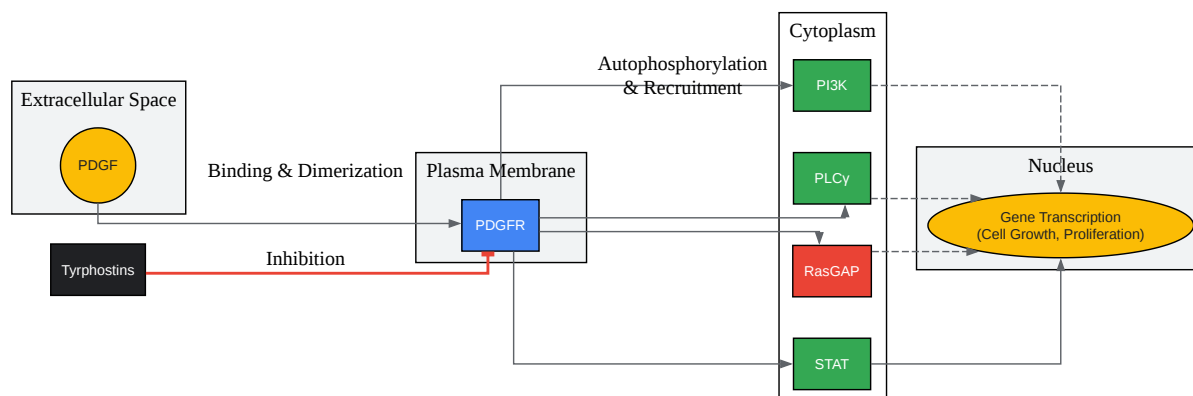 Extracellular Space
PDGF
Tyrphostins
Binding & Dimerization
Inhibition
Plasma Membrane
PDGFR
Autophosphorylation
& Recruitment
Cytoplasm
PI3K
PLCγ
RasGAP
STAT
Nucleus
Gene Transcription
(Cell Growth, Proliferation)